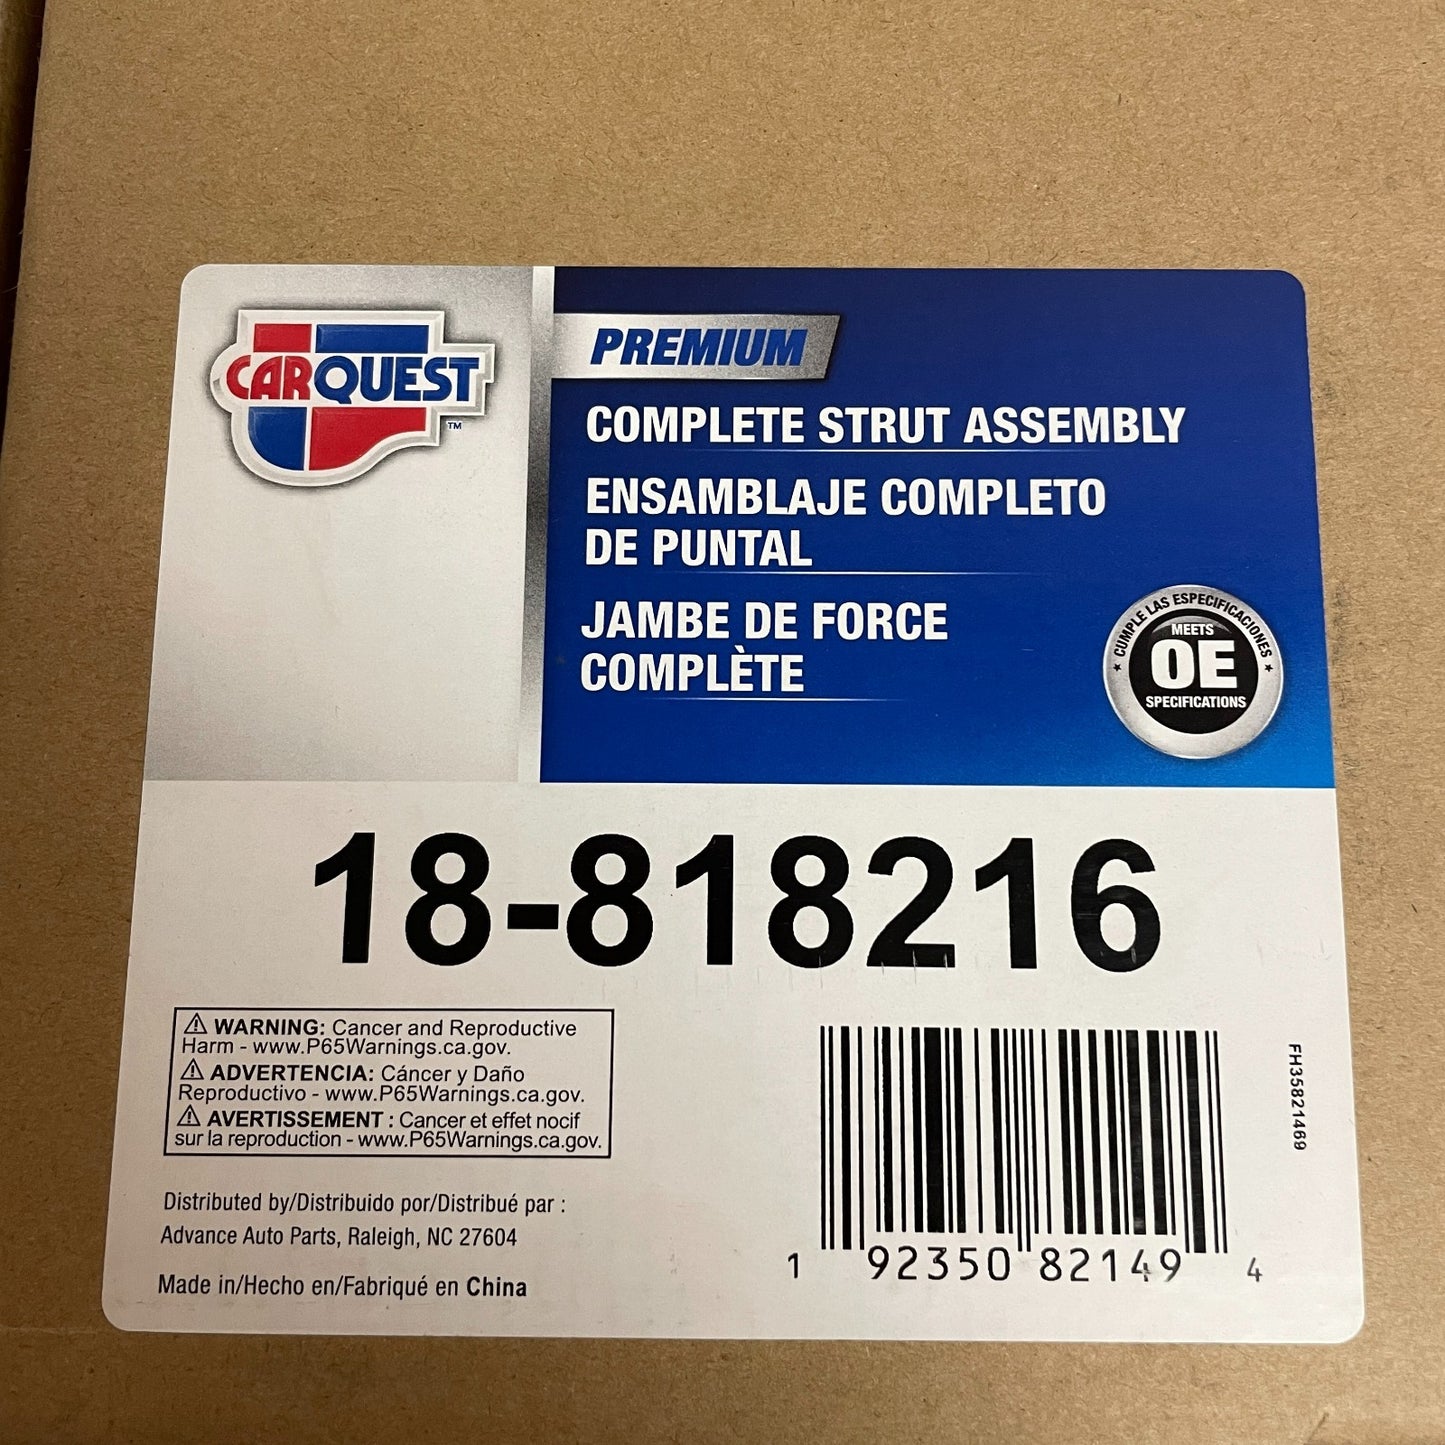 CARQUEST
TM
PREMIUM
COMPLETE STRUT ASSEMBLY
ENSAMBLAJE COMPLETO
DE PUNTAL
JAMBE DE FORCE
COMPLÈTE
★ CUMPLE LAS ESPECIFICACIONES ★
MEETS
OE
SPECIFICATIONS
18-818216
⚠ WARNING: Cancer and Reproductive
Harm - www.P65Warnings.ca.gov.
⚠ ADVERTENCIA: Cáncer y Daño
Reproductivo - www.P65Warnings.ca.gov.
⚠ AVERTISSEMENT : Cancer et effet nocif
sur la reproduction - www.P65Warnings.ca.gov.
Distributed by/Distribuido por/Distribué par :
Advance Auto Parts, Raleigh, NC 27604
Made in/Hecho en/Fabriqué en China
1 92350 82149 4
FH35821469